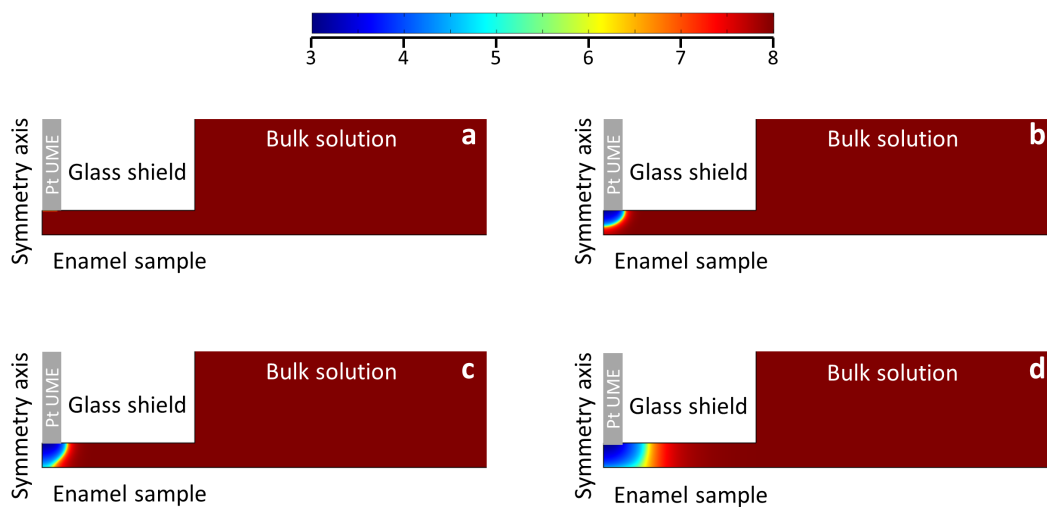 3 4 5 6 7 8
Symmetry axis
Pt UME
Glass shield
Bulk solution
a
Enamel sample
Symmetry axis
Pt UME
Glass shield
Bulk solution
b
Enamel sample
Symmetry axis
Pt UME
Glass shield
Bulk solution
c
Enamel sample
Symmetry axis
Pt UME
Glass shield
Bulk solution
d
Enamel sample